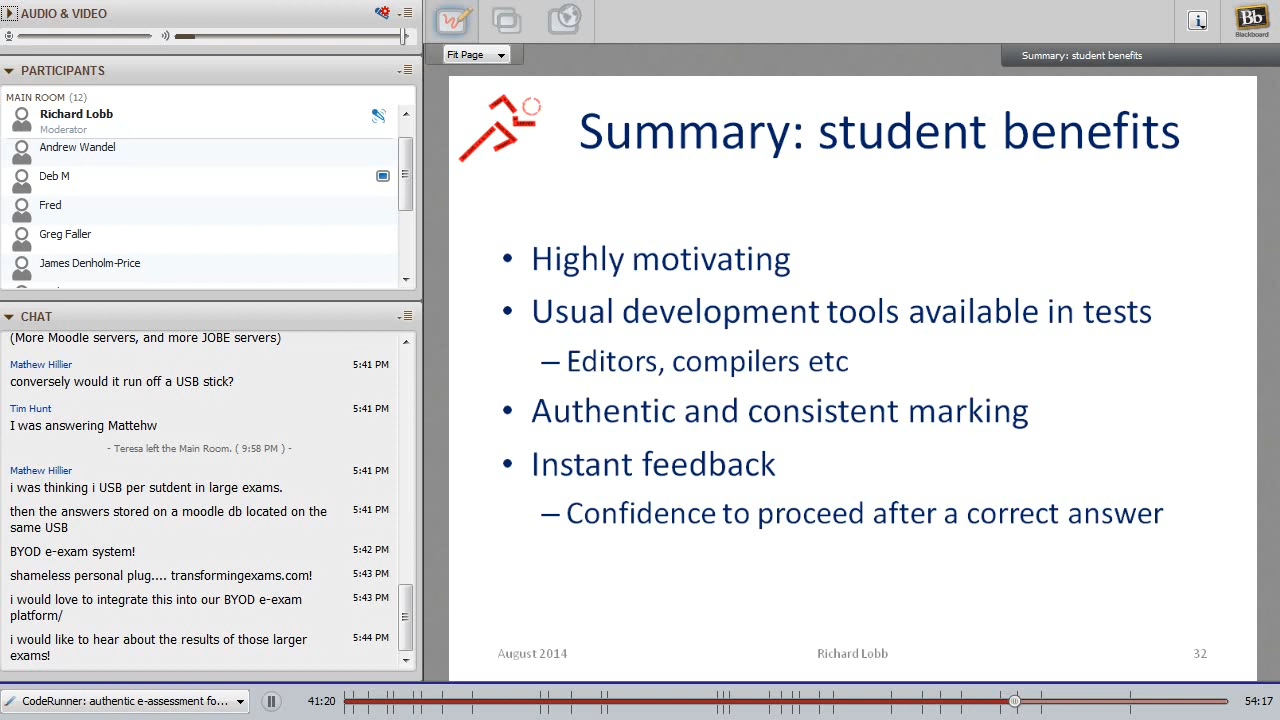 AUDIO & VIDEO
PARTICIPANTS
MAIN ROOM (12)
Richard Lobb
Moderator
Andrew Wandel
Deb M
Fred
Greg Faller
James Denholm-Price
CHAT
(More Moodle servers, and more JOBE servers)
Mathew Hillier 5:41 PM
conversely would it run off a USB stick?
Tim Hunt 5:41 PM
I was answering Mattehw
- Teresa left the Main Room. ( 9:58 PM ) -
Mathew Hillier 5:41 PM
i was thinking i USB per sutdent in large exams.
then the answers stored on a moodle db located on the 5:41 PM
same USB
BYOD e-exam system! 5:42 PM
shameless personal plug.... transformingexams.com! 5:43 PM
i would love to integrate this into our BYOD e-exam 5:43 PM
platform/
i would like to hear about the results of those larger 5:44 PM
exams!
Fit Page
i
Bb
Blackboard
Summary: student benefits
Summary: student benefits
• Highly motivating
• Usual development tools available in tests
– Editors, compilers etc
• Authentic and consistent marking
• Instant feedback
– Confidence to proceed after a correct answer
August 2014 Richard Lobb 32
CodeRunner: authentic e-assessment fo... 41:20 54:17